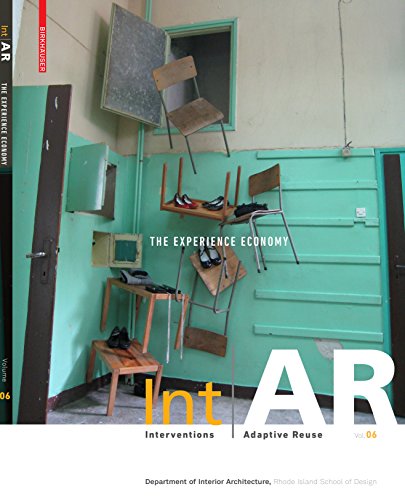 Int|AR
THE EXPERIENCE ECONOMY
Volume
06
BIRKHÄUSER
THE EXPERIENCE ECONOMY
Int|AR
Interventions Adaptive Reuse Vol. 06
Department of Interior Architecture, Rhode Island School of Design